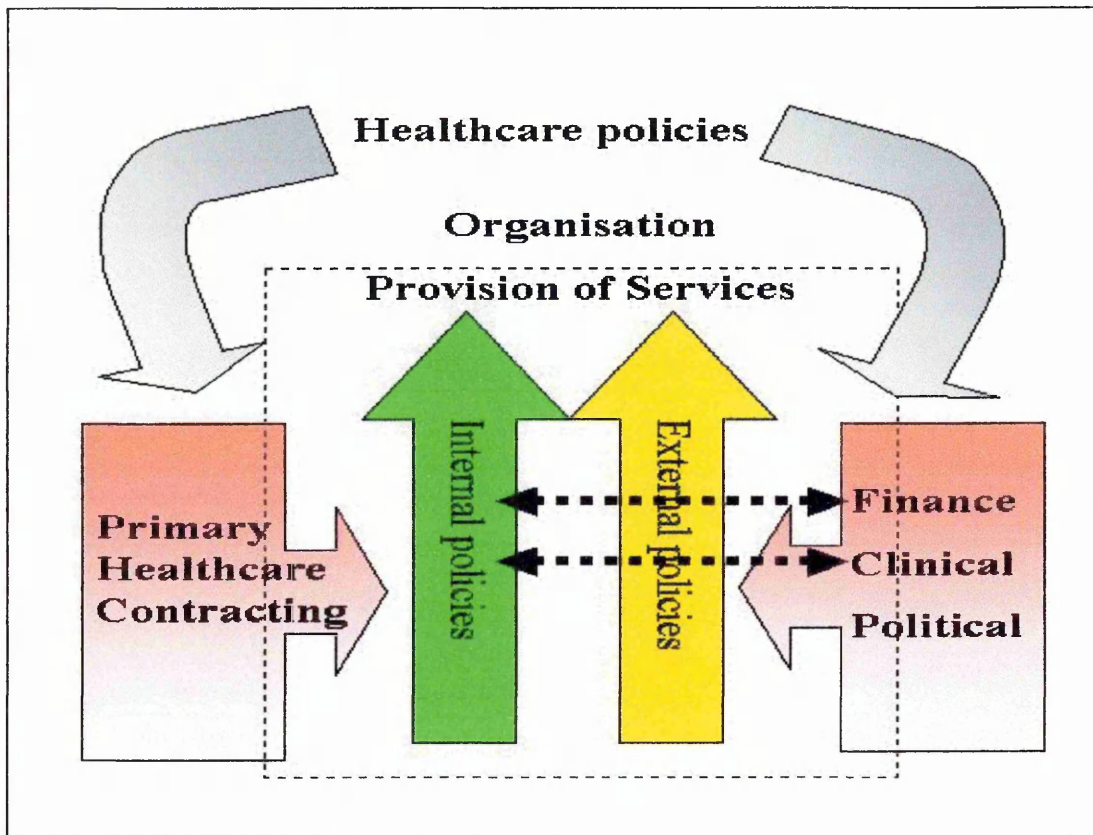 Healthcare policies
Organisation
Provision of Services
Internal policies
External policies
Primary
Healthcare
Contracting
Finance
Clinical
Political